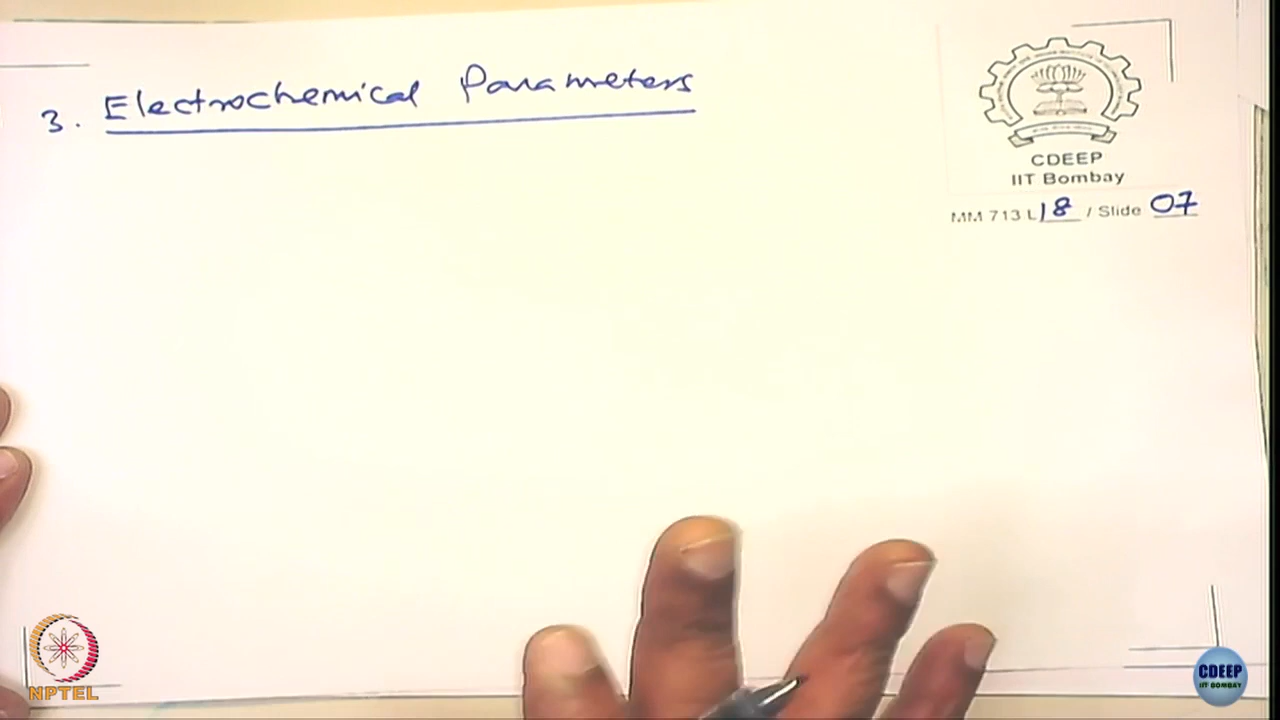 3. Electrochemical Parameters
CDEEP
IIT Bombay
MM 713 L18 / Slide 07
NPTEL
CDEEP
IIT BOMBAY